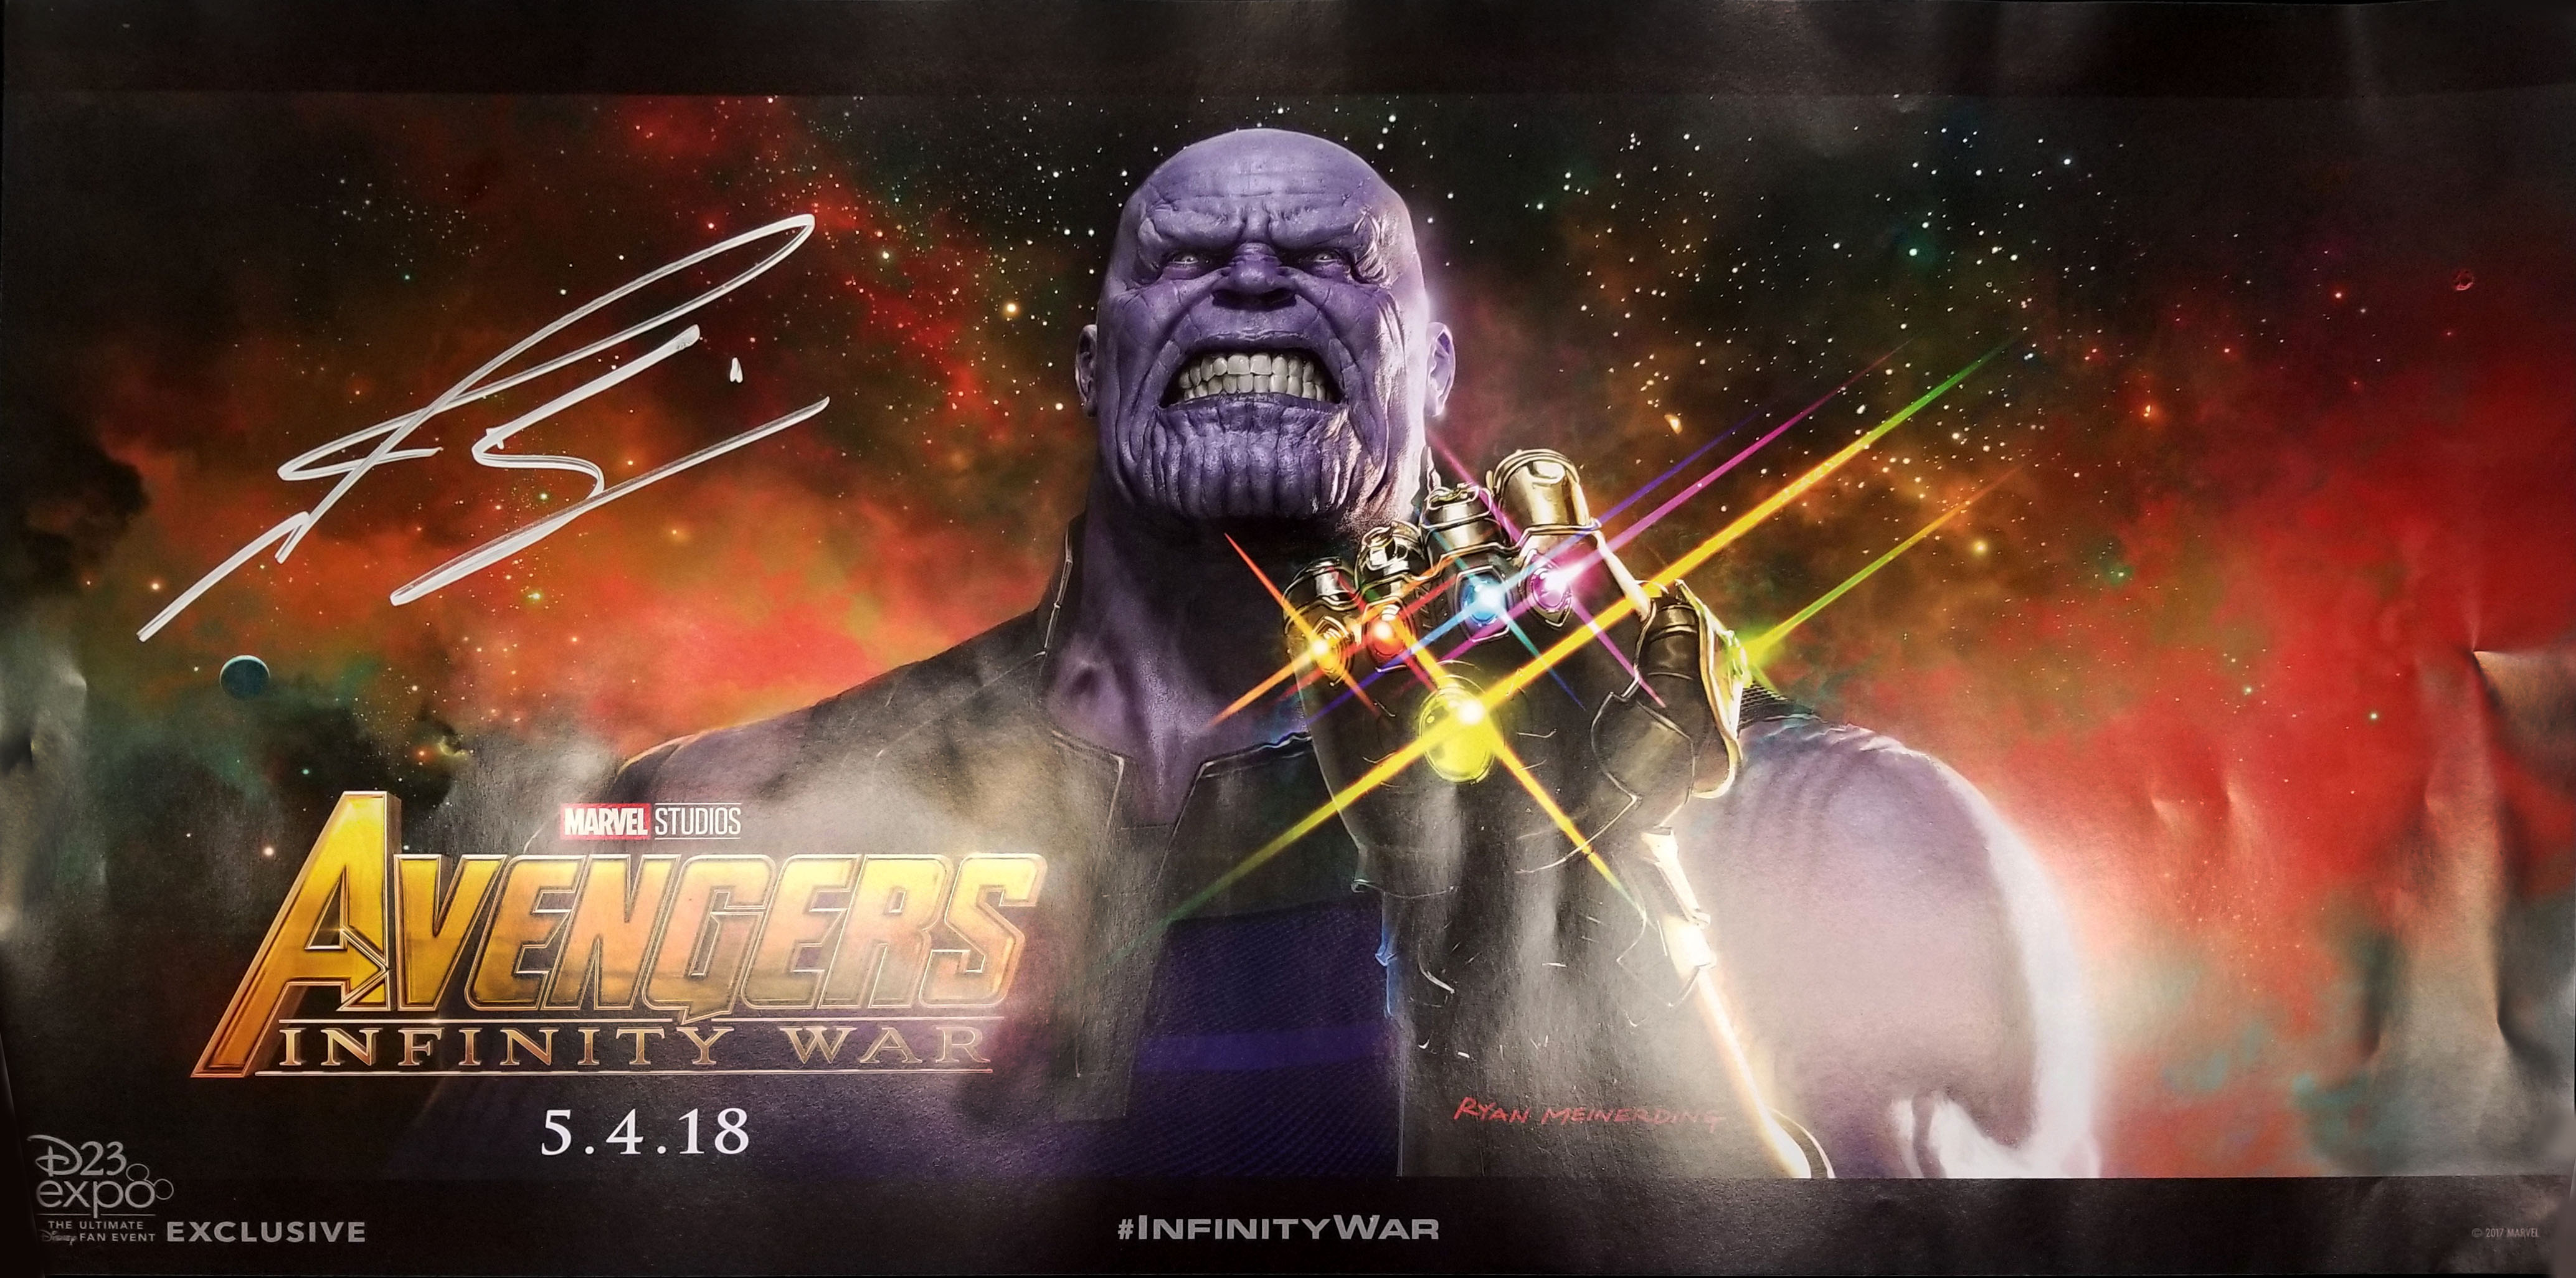 MARVEL STUDIOS
AVENGERS
INFINITY WAR
5.4.18
RYAN MEINERDING
D23
expo
THE ULTIMATE
Disney FAN EVENT
EXCLUSIVE
#INFINITYWAR
© 2017 MARVEL